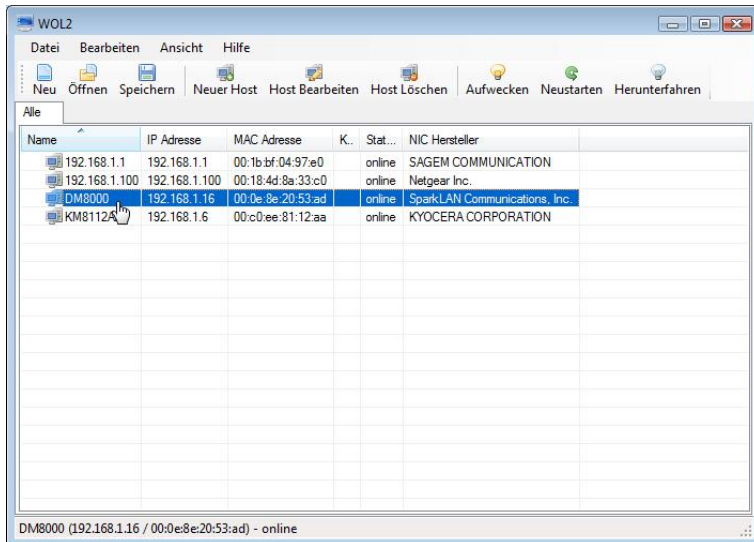 WOL2
Datei Bearbeiten Ansicht Hilfe
Neu Öffnen Speichern Neuer Host Host Bearbeiten Host Löschen Aufwecken Neustarten Herunterfahren
Alle
Name IP Adresse MAC Adresse K.. Stat... NIC Hersteller
192.168.1.1 192.168.1.1 00:1b:bf:04:97:e0 online SAGEM COMMUNICATION
192.168.1.100 192.168.1.100 00:18:4d:8a:33:c0 online Netgear Inc.
DM8000 192.168.1.16 00:0e:8e:20:53:ad online SparkLAN Communications, Inc.
KM8112A 192.168.1.6 00:c0:ee:81:12:aa online KYOCERA CORPORATION
DM8000 (192.168.1.16 / 00:0e:8e:20:53:ad) - online